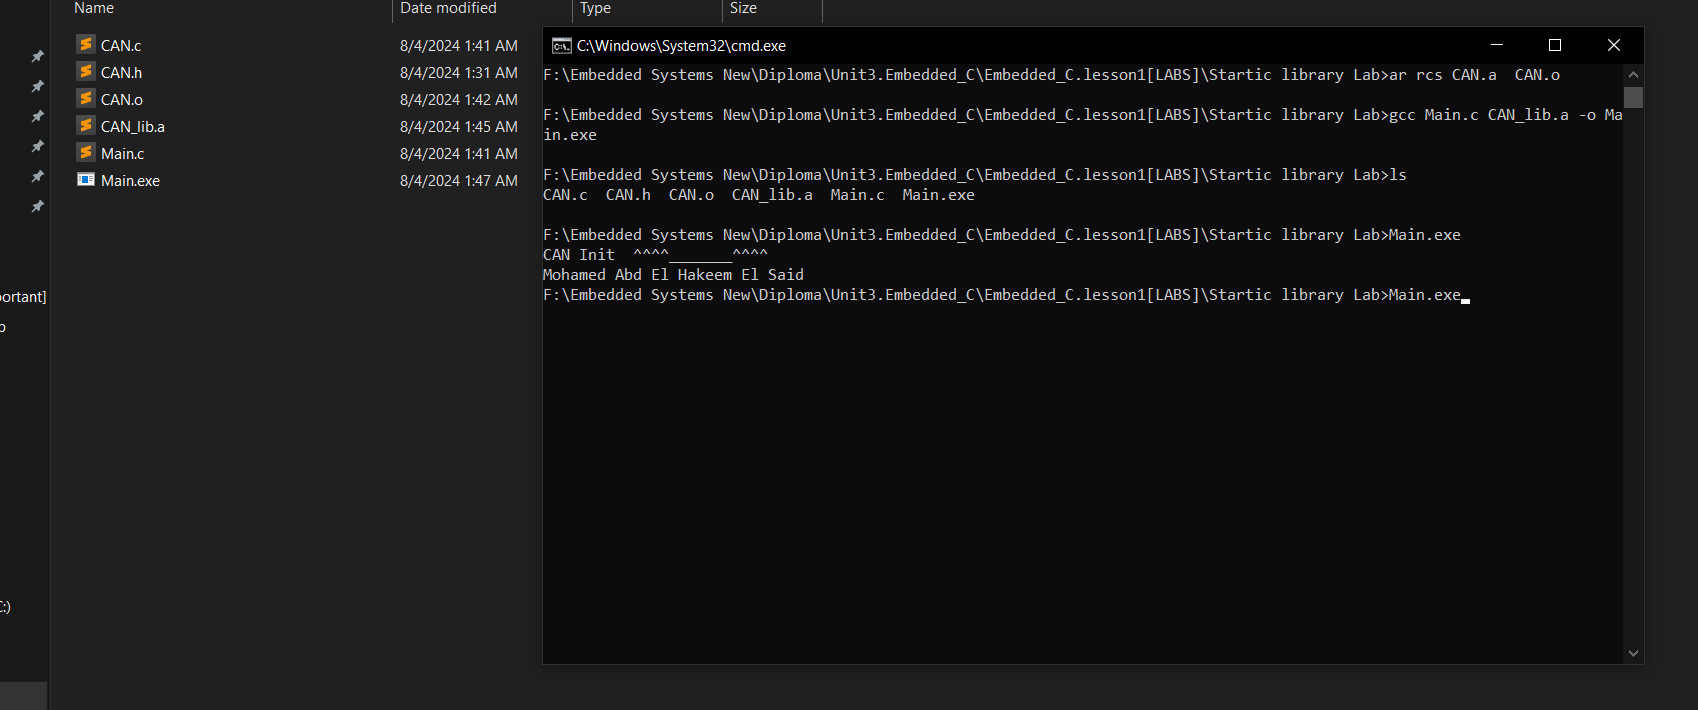 Name Date modified Type Size
CAN.c 8/4/2024 1:41 AM
CAN.h 8/4/2024 1:31 AM
CAN.o 8/4/2024 1:42 AM
CAN_lib.a 8/4/2024 1:45 AM
Main.c 8/4/2024 1:41 AM
Main.exe 8/4/2024 1:47 AM
ortant]
C:)
C:\Windows\System32\cmd.exe
F:\Embedded Systems New\Diploma\Unit3.Embedded_C\Embedded_C.lesson1[LABS]\Startic library Lab>ar rcs CAN.a  CAN.o
F:\Embedded Systems New\Diploma\Unit3.Embedded_C\Embedded_C.lesson1[LABS]\Startic library Lab>gcc Main.c CAN_lib.a -o Ma
in.exe
F:\Embedded Systems New\Diploma\Unit3.Embedded_C\Embedded_C.lesson1[LABS]\Startic library Lab>ls
CAN.c  CAN.h  CAN.o  CAN_lib.a  Main.c  Main.exe
F:\Embedded Systems New\Diploma\Unit3.Embedded_C\Embedded_C.lesson1[LABS]\Startic library Lab>Main.exe
CAN Init  ^^^^_______^^^^
Mohamed Abd El Hakeem El Said
F:\Embedded Systems New\Diploma\Unit3.Embedded_C\Embedded_C.lesson1[LABS]\Startic library Lab>Main.exe